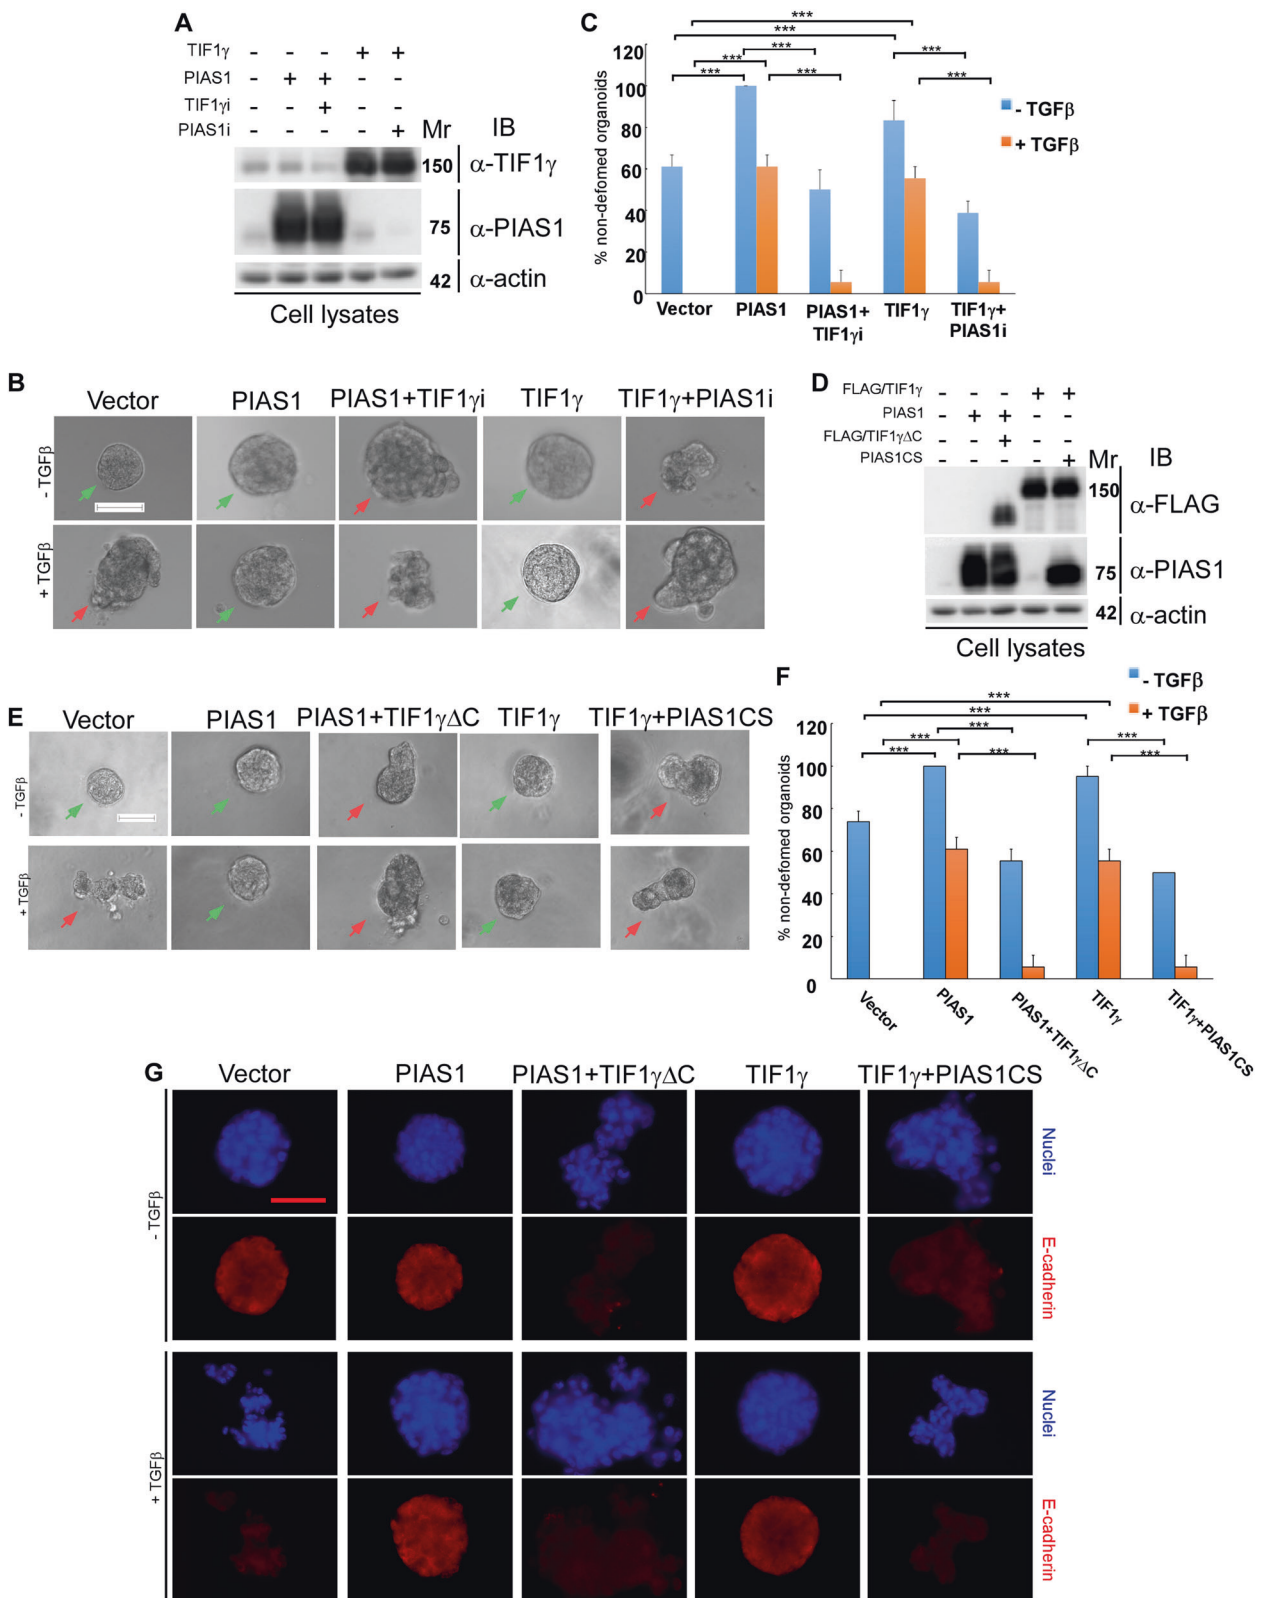 A
TIF1γ - - - + +
PIAS1 - + + - -
TIF1γi - - + - -
PIAS1i - - - - +
Mr IB
150 α-TIF1γ
75 α-PIAS1
42 α-actin
Cell lysates
C
% non-defomed organoids
120
100
80
60
40
20
0
*** *** *** *** *** *** *** ***
- TGFβ
+ TGFβ
Vector PIAS1 PIAS1+ TIF1γ TIF1γ+
TIF1γi PIAS1i
B
Vector PIAS1 PIAS1+TIF1γi TIF1γ TIF1γ+PIAS1i
- TGFβ
+ TGFβ
D
FLAG/TIF1γ - - - + +
PIAS1 - + + - -
FLAG/TIF1γΔC - - + - -
PIAS1CS - - - - +
Mr IB
150 α-FLAG
75 α-PIAS1
42 α-actin
Cell lysates
E
Vector PIAS1 PIAS1+TIF1γΔC TIF1γ TIF1γ+PIAS1CS
- TGFβ
+ TGFβ
F
- TGFβ
+ TGFβ
% non-defomed organoids
120
100
80
60
40
20
0
*** *** *** *** *** *** *** ***
Vector PIAS1 PIAS1+TIF1γΔC TIF1γ TIF1γ+PIAS1CS
G
Vector PIAS1 PIAS1+TIF1γΔC TIF1γ TIF1γ+PIAS1CS
- TGFβ
Nuclei
E-cadherin
+ TGFβ
Nuclei
E-cadherin